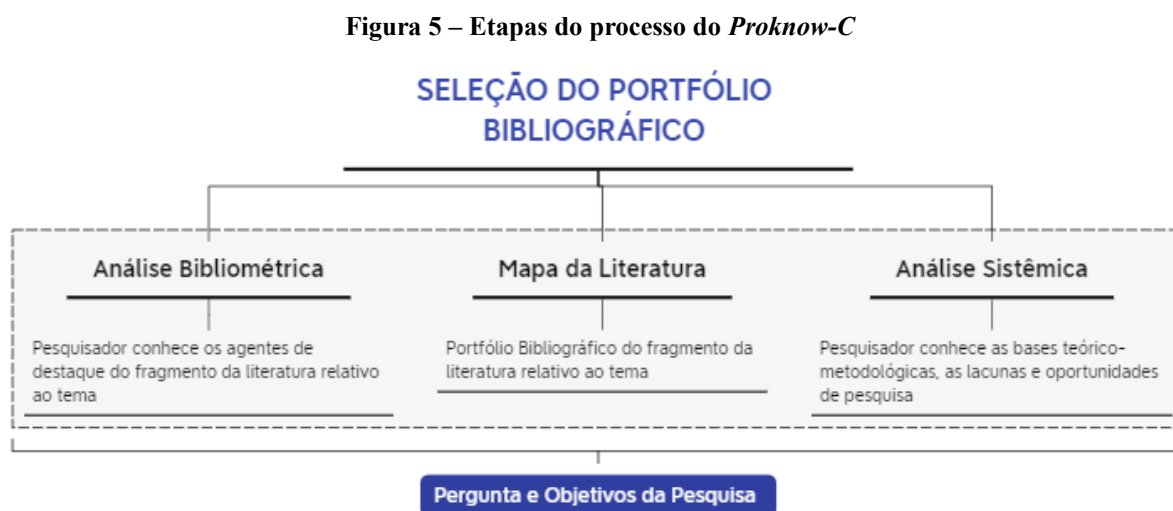 Figura 5 – Etapas do processo do Proknow-C
SELEÇÃO DO PORTFÓLIO
BIBLIOGRÁFICO
Análise Bibliométrica
Pesquisador conhece os agentes de
destaque do fragmento da literatura relativo
ao tema
Mapa da Literatura
Portfólio Bibliográfico do fragmento da
literatura relativo ao tema
Análise Sistêmica
Pesquisador conhece as bases teórico-
metodológicas, as lacunas e oportunidades
de pesquisa
Pergunta e Objetivos da Pesquisa